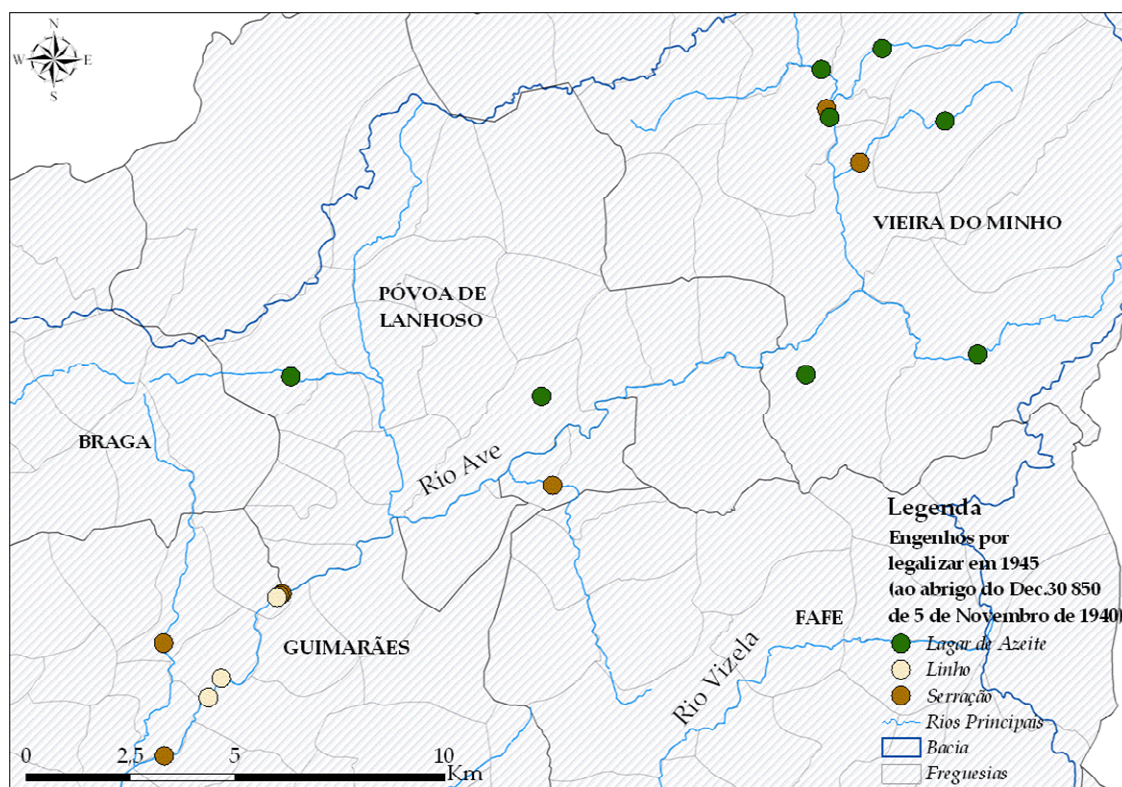 N
W E
S
VIEIRA DO MINHO
PÓVOA DE
LANHOSO
BRAGA
Rio Ave
GUIMARÃES
FAFE
Rio Vizela
Legenda
Engenhos por
legalizar em 1945
(ao abrigo do Dec.30 850
de 5 de Novembro de 1940)
Lagar de Azeite
Linho
Serração
Rios Principais
Bacia
Freguesias
0 2,5 5 10
Km